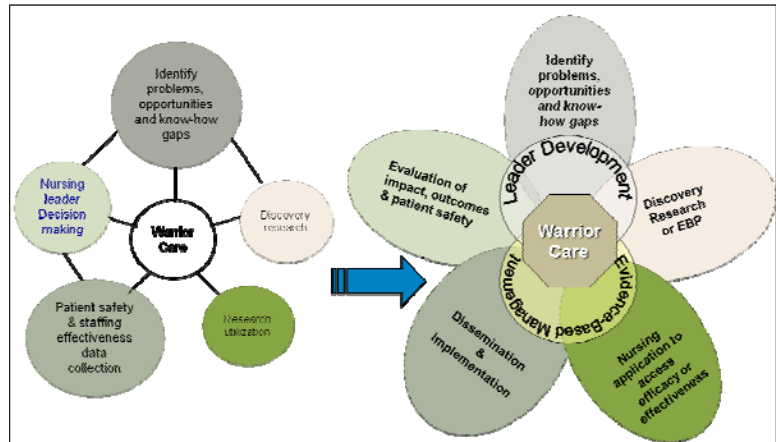 Identify
problems,
opportunities
and know-how
gaps
Nursing
leader
Decision
making
Warrior
Care
Discovery
research
Patient safety
& staffing
effectiveness
data
collection
Research
utilization
Identify
problems,
opportunities
and know-
how gaps
Evaluation of
impact, outcomes
& patient safety
Leader Development
Discovery
Research
or EBP
Warrior
Care
Evidence-Based Management
Dissemination
&
Implementation
Nursing
application to
access
efficacy or
effectiveness